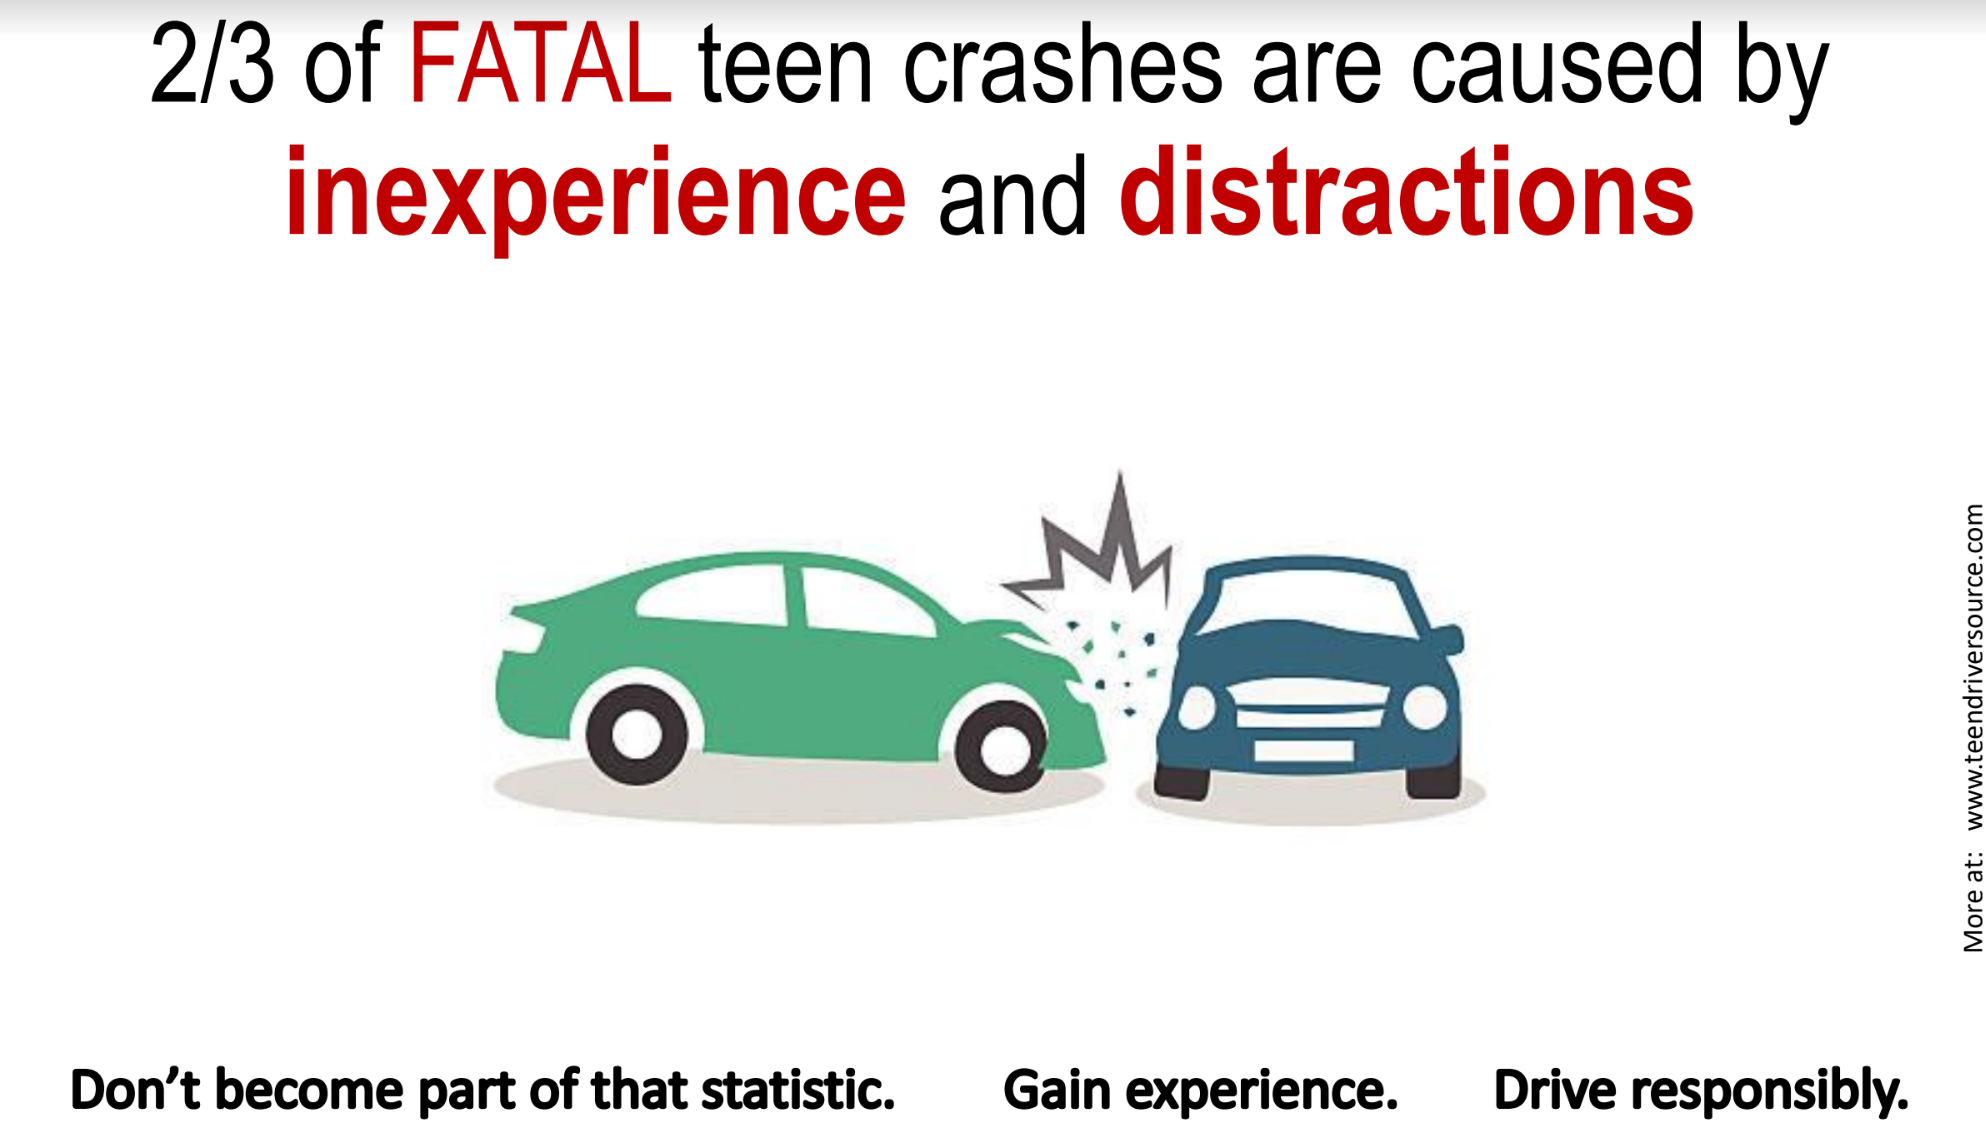 2/3 of FATAL teen crashes are caused by
inexperience and distractions
More at: www.teendriversource.com
Don’t become part of that statistic. Gain experience. Drive responsibly.